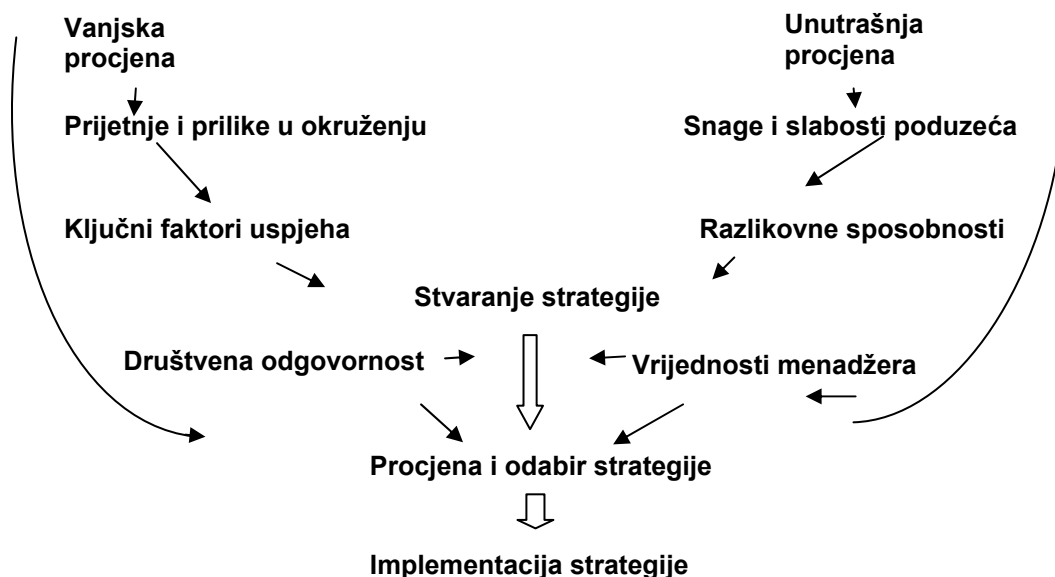 Vanjska
procjena
Unutrašnja
procjena
Prijetnje i prilike u okruženju
Snage i slabosti poduzeća
Ključni faktori uspjeha
Razlikovne sposobnosti
Stvaranje strategije
Društvena odgovornost
Vrijednosti menadžera
Procjena i odabir strategije
Implementacija strategije